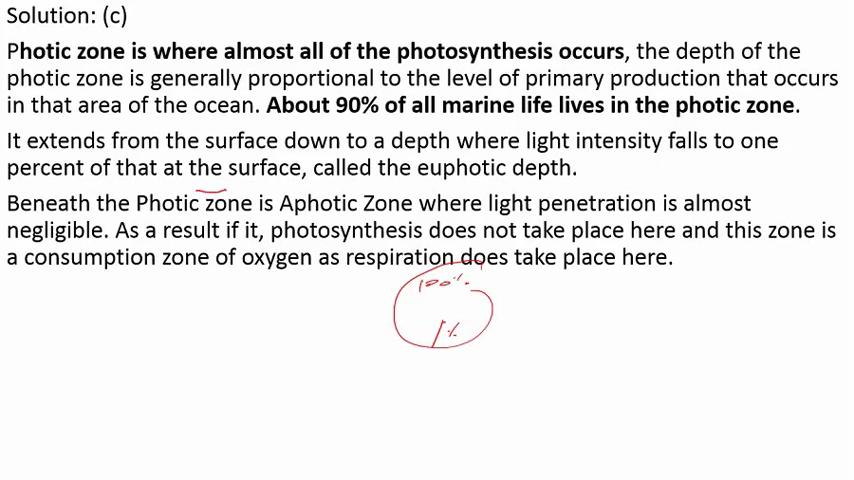 Solution: (c)
Photic zone is where almost all of the photosynthesis occurs, the depth of the
photic zone is generally proportional to the level of primary production that occurs
in that area of the ocean. About 90% of all marine life lives in the photic zone.
It extends from the surface down to a depth where light intensity falls to one
percent of that at the surface, called the euphotic depth.
Beneath the Photic zone is Aphotic Zone where light penetration is almost
negligible. As a result if it, photosynthesis does not take place here and this zone is
a consumption zone of oxygen as respiration does take place here.
100%
1%